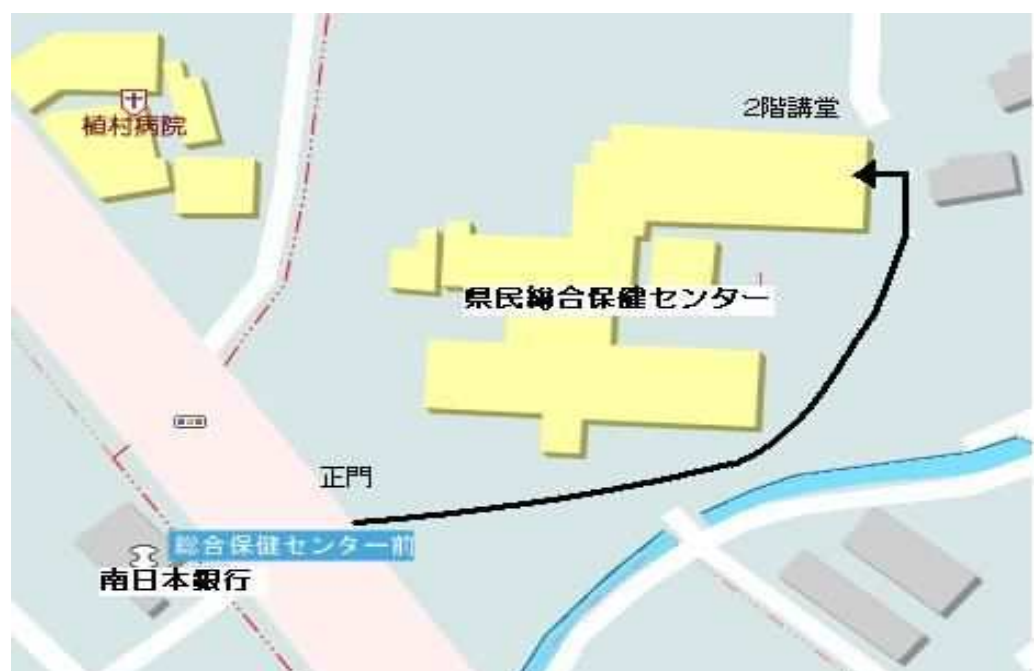 2階講堂
植村病院
県民総合保健センター
正門
総合保健センター前
南日本銀行